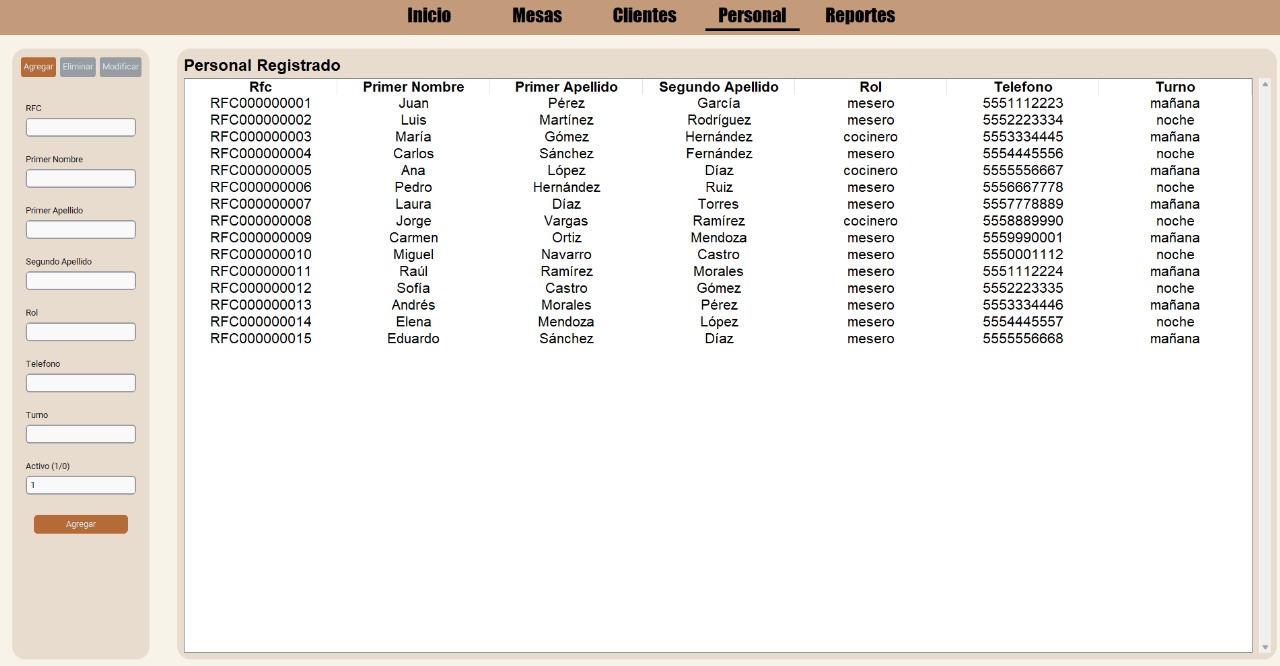 Inicio Mesas Clientes Personal Reportes
Agregar Eliminar Modificar
RFC
Primer Nombre
Primer Apellido
Segundo Apellido
Rol
Telefono
Turno
Activo (1/0)
1
Agregar
Personal Registrado
Rfc Primer Nombre Primer Apellido Segundo Apellido Rol Telefono Turno
RFC000000001 Juan Pérez García mesero 5551112223 mañana
RFC000000002 Luis Martínez Rodríguez mesero 5552223334 noche
RFC000000003 María Gómez Hernández cocinero 5553334445 mañana
RFC000000004 Carlos Sánchez Fernández mesero 5554445556 noche
RFC000000005 Ana López Díaz cocinero 5555556667 mañana
RFC000000006 Pedro Hernández Ruiz mesero 5556667778 noche
RFC000000007 Laura Díaz Torres mesero 5557778889 mañana
RFC000000008 Jorge Vargas Ramírez cocinero 5558889990 noche
RFC000000009 Carmen Ortiz Mendoza mesero 5559990001 mañana
RFC000000010 Miguel Navarro Castro mesero 5550001112 noche
RFC000000011 Raúl Ramírez Morales mesero 5551112224 mañana
RFC000000012 Sofía Castro Gómez mesero 5552223335 noche
RFC000000013 Andrés Morales Pérez mesero 5553334446 mañana
RFC000000014 Elena Mendoza López mesero 5554445557 noche
RFC000000015 Eduardo Sánchez Díaz mesero 5555556668 mañana